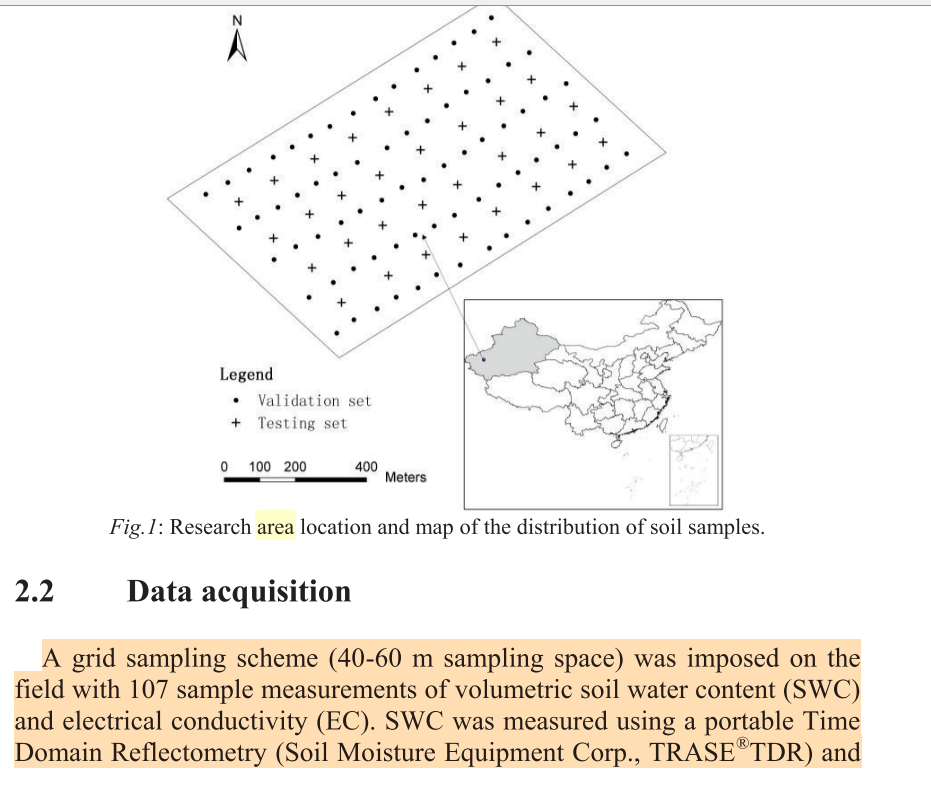 N
Legend
Validation set
Testing set
0 100 200 400
Meters
Fig.1: Research area location and map of the distribution of soil samples.
2.2 Data acquisition
A grid sampling scheme (40-60 m sampling space) was imposed on the
field with 107 sample measurements of volumetric soil water content (SWC)
and electrical conductivity (EC). SWC was measured using a portable Time
Domain Reflectometry (Soil Moisture Equipment Corp., TRASE®TDR) and